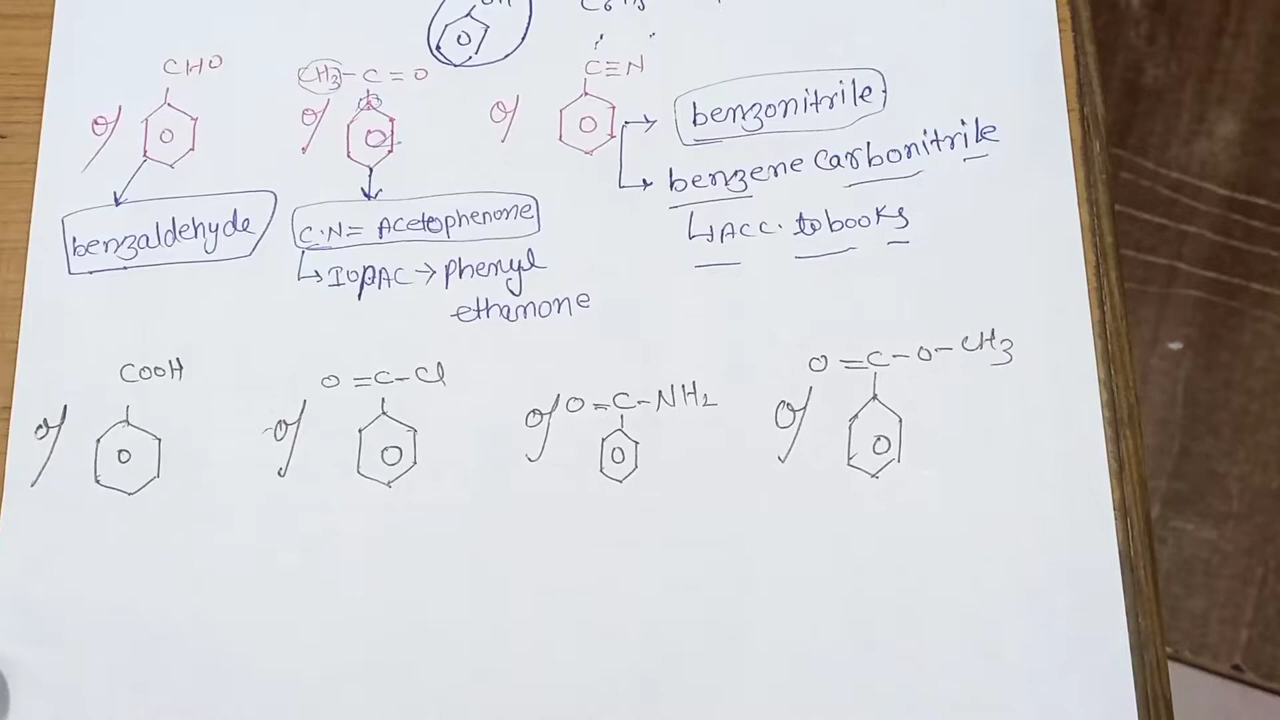 CHO
CH3-C=O
C≡N
Q/
Q/
Q/
benzonitrile
benzene Carbonitrile
↳Acc. to books
benzaldehyde
C.N= Acetophenone
↳IUPAC→phenyl
ethanone
COOH
O=C-Cl
O=C-NH2
O=C-O-CH3
Q/
Q/
Q/
Q/